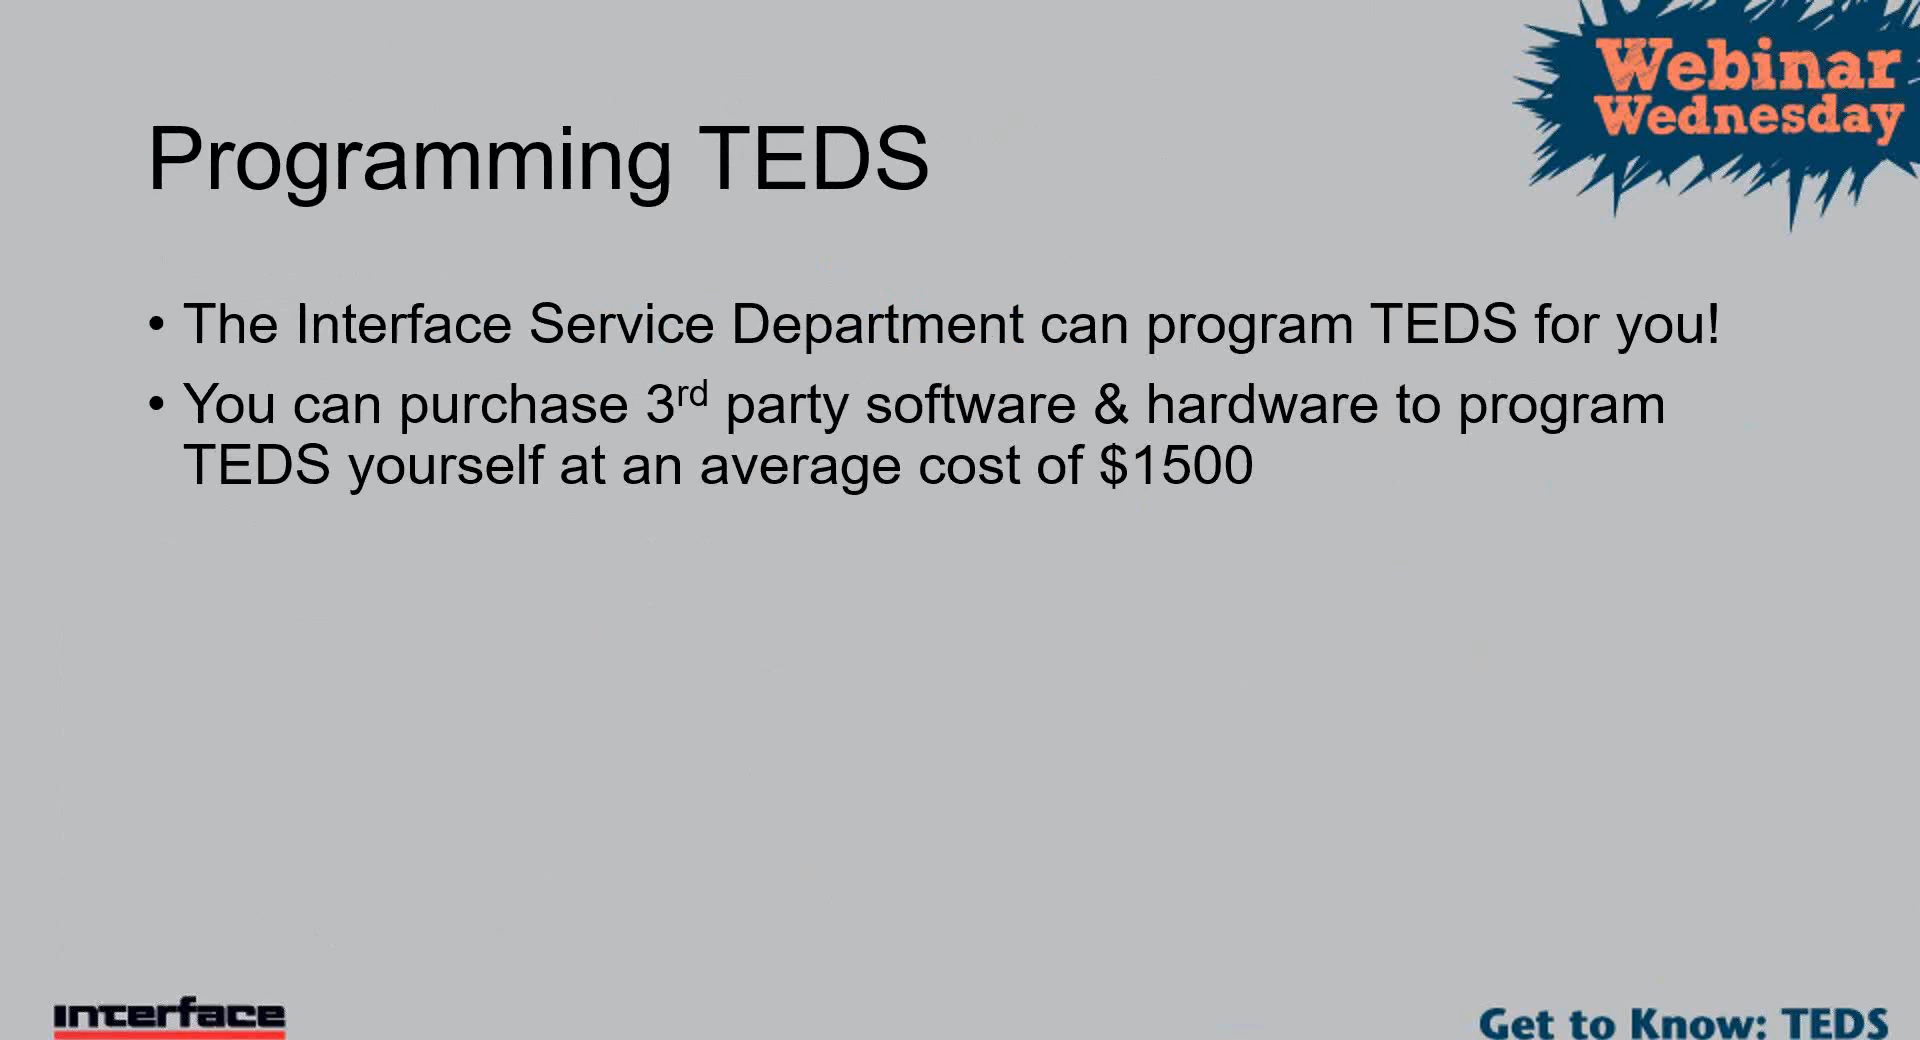 Webinar
Wednesday
Programming TEDS
• The Interface Service Department can program TEDS for you!
• You can purchase 3rd party software & hardware to program
TEDS yourself at an average cost of $1500
interface
Get to Know: TEDS